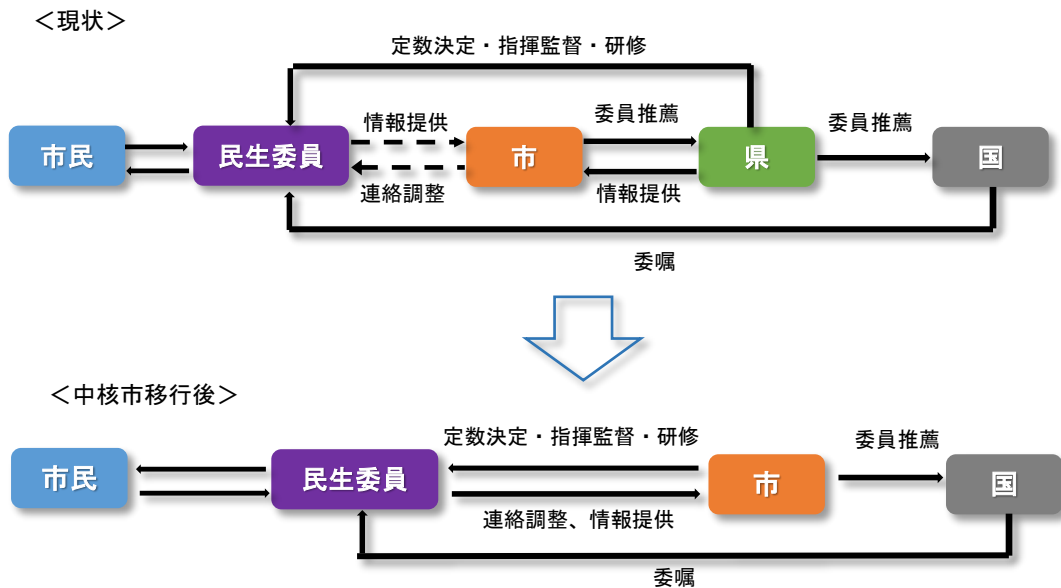 ＜現状＞
定数決定・指揮監督・研修
情報提供
委員推薦
委員推薦
市民
民生委員
市
県
国
連絡調整
情報提供
委嘱
＜中核市移行後＞
定数決定・指揮監督・研修
委員推薦
市民
民生委員
市
国
連絡調整、情報提供
委嘱